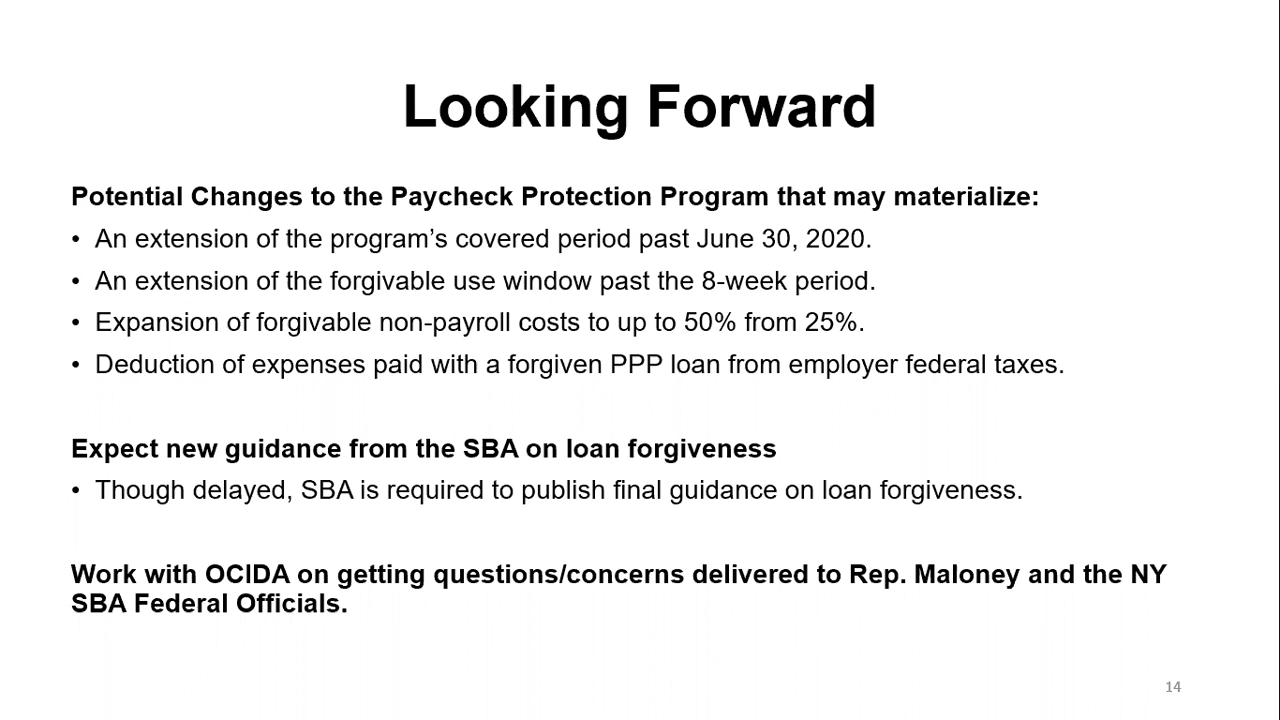 Looking Forward
Potential Changes to the Paycheck Protection Program that may materialize:
• An extension of the program’s covered period past June 30, 2020.
• An extension of the forgivable use window past the 8-week period.
• Expansion of forgivable non-payroll costs to up to 50% from 25%.
• Deduction of expenses paid with a forgiven PPP loan from employer federal taxes.
Expect new guidance from the SBA on loan forgiveness
• Though delayed, SBA is required to publish final guidance on loan forgiveness.
Work with OCIDA on getting questions/concerns delivered to Rep. Maloney and the NY
SBA Federal Officials.
14